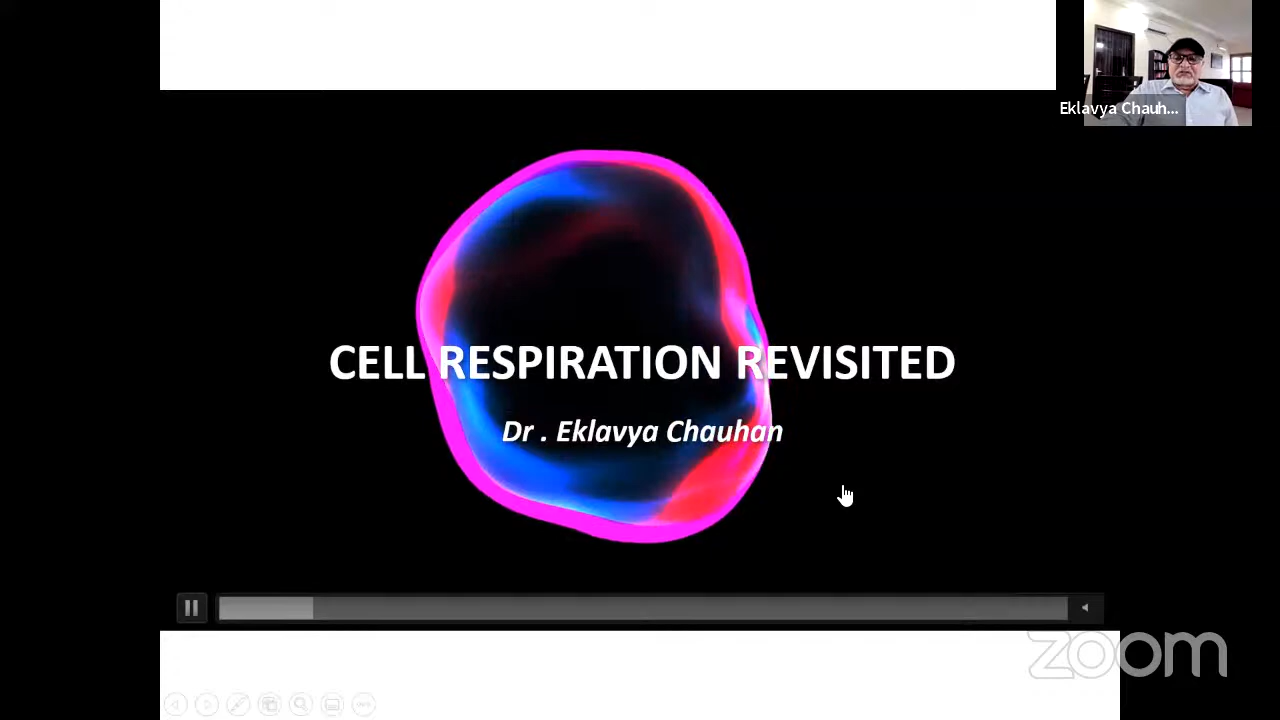 Eklavya Chauh...
CELL RESPIRATION REVISITED
Dr . Eklavya Chauhan
zoom